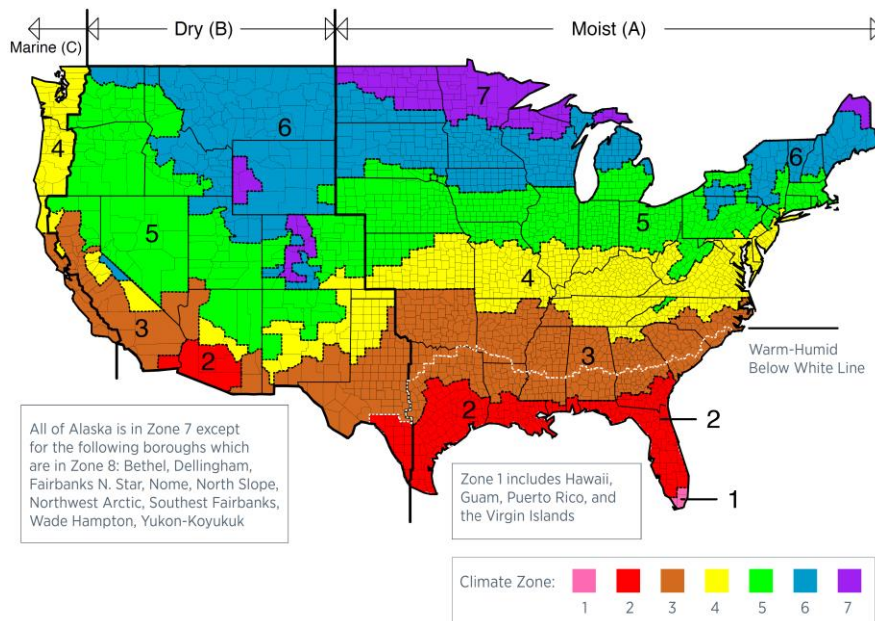 Marine (C)
Dry (B)
Moist (A)
7
6
4
6
5
5
4
3
3
2
2
Warm-Humid
Below White Line
2
1
All of Alaska is in Zone 7 except
for the following boroughs which
are in Zone 8: Bethel, Dellingham,
Fairbanks N. Star, Nome, North Slope,
Northwest Arctic, Southest Fairbanks,
Wade Hampton, Yukon-Koyukuk
Zone 1 includes Hawaii,
Guam, Puerto Rico, and
the Virgin Islands
Climate Zone:
1 2 3 4 5 6 7